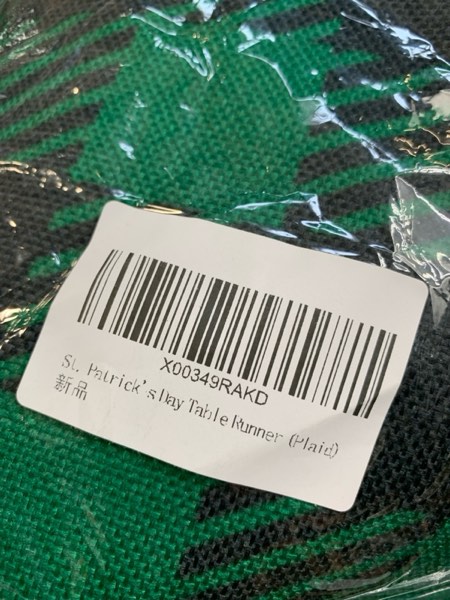 X00349RAKD
St. Patrick's Day Table Runner (Plaid)
新品